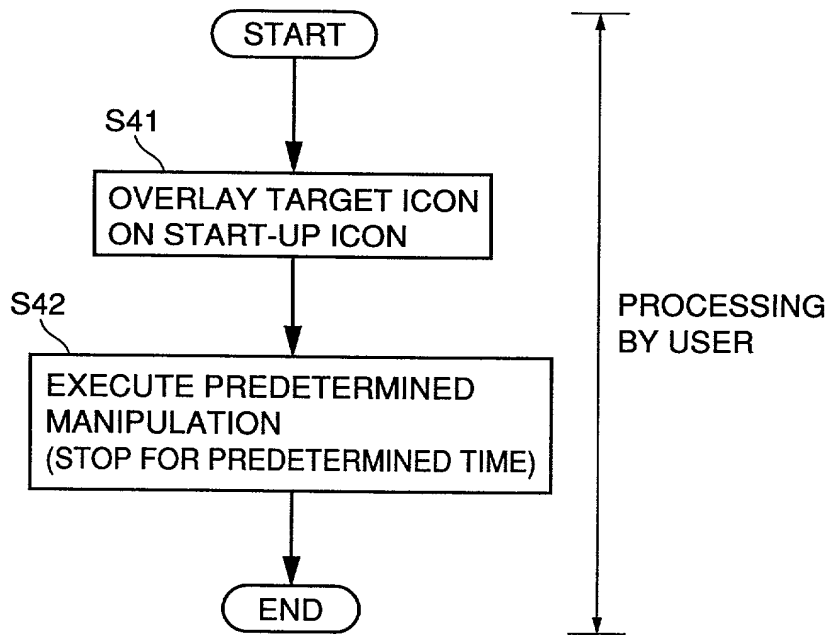 START
S41
OVERLAY TARGET ICON
ON START-UP ICON
S42
EXECUTE PREDETERMINED
MANIPULATION
(STOP FOR PREDETERMINED TIME)
END
PROCESSING
BY USER